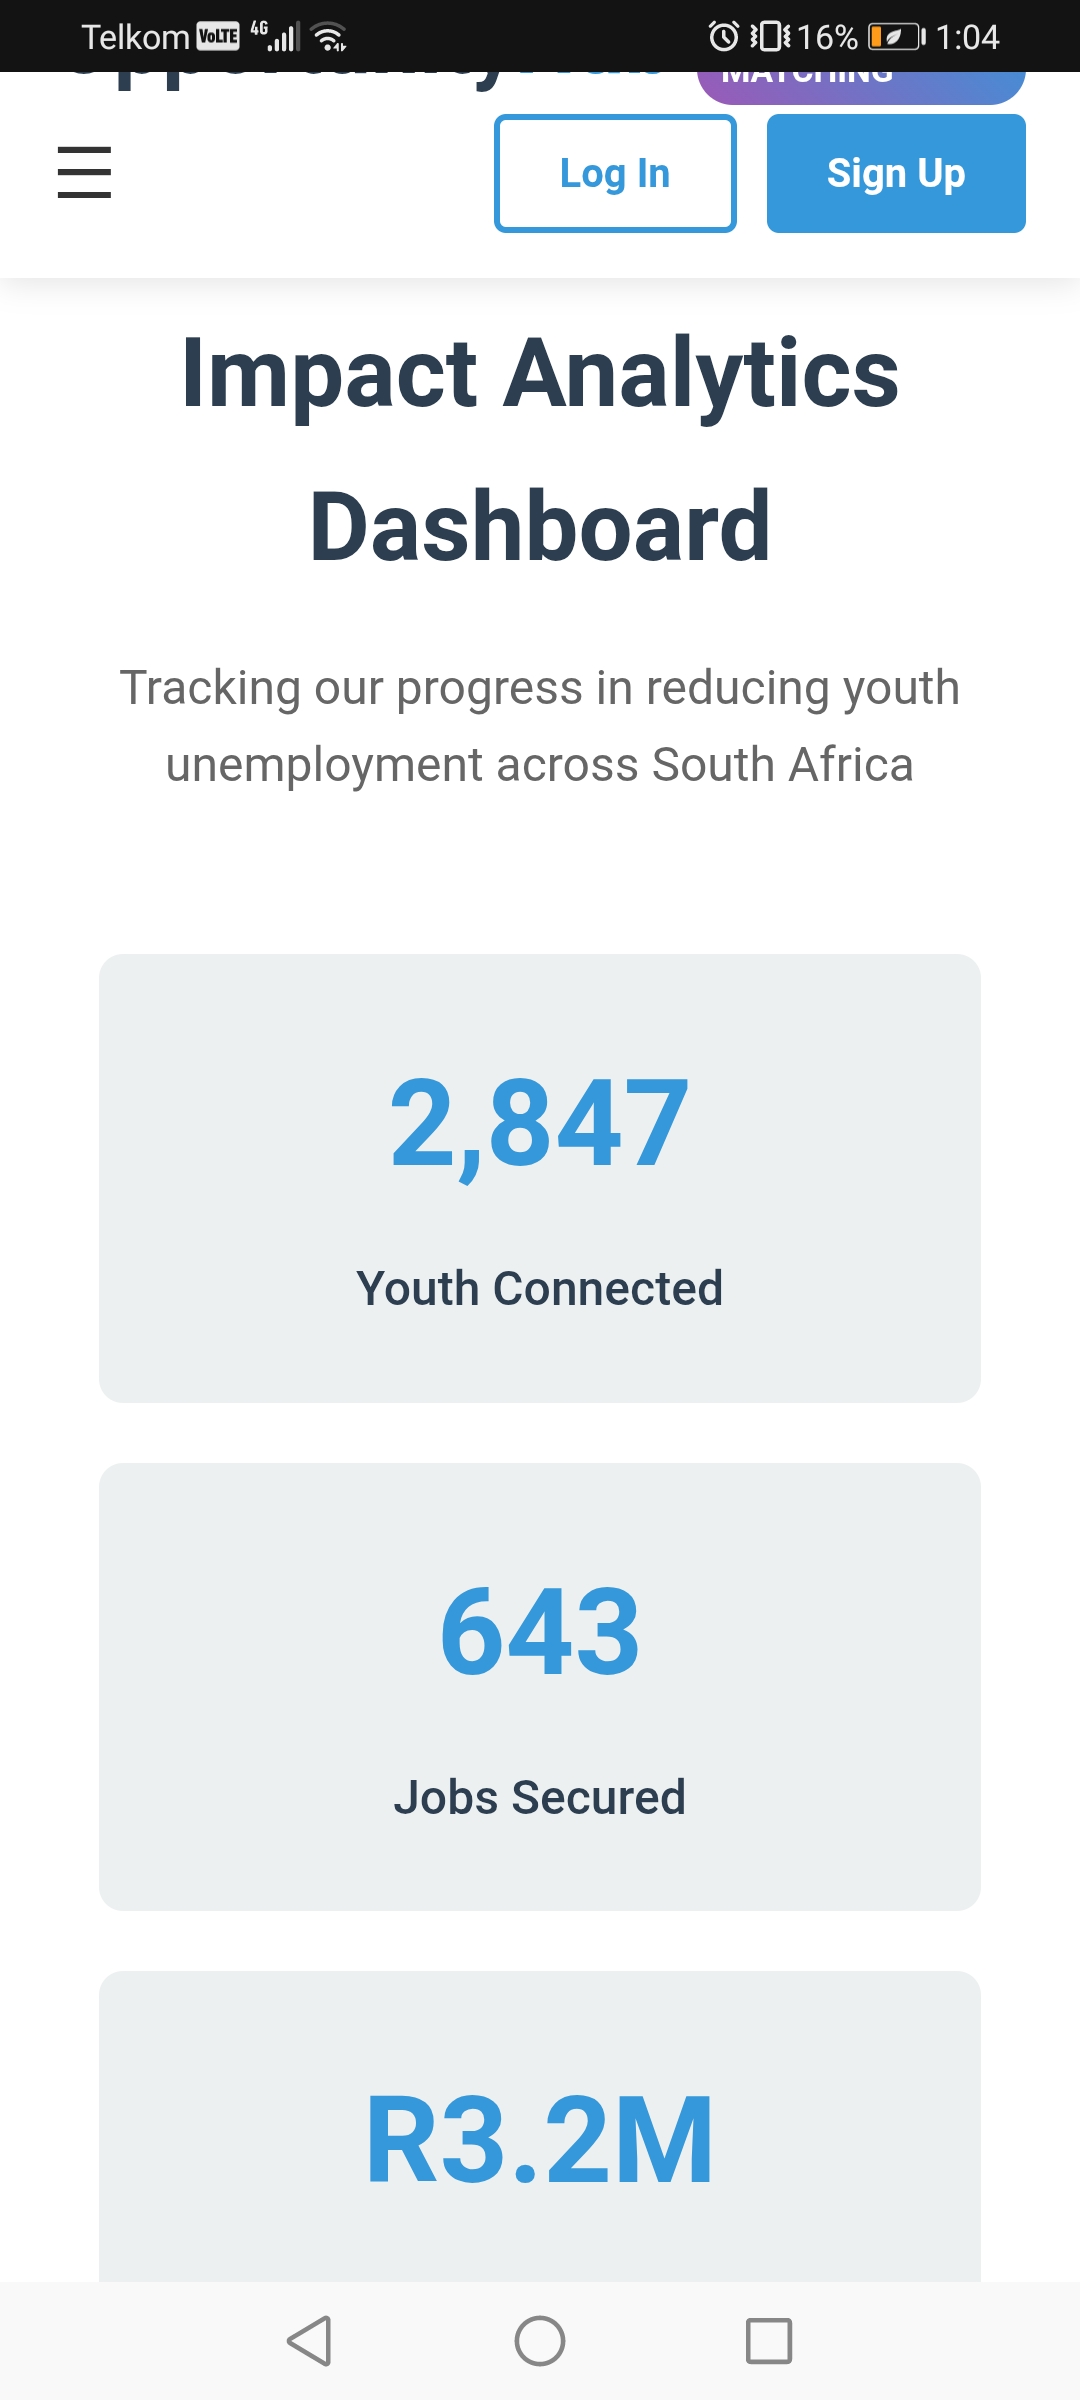 Telkom VoLTE 4G 16% 1:04
MATCHING
Log In Sign Up
Impact Analytics
Dashboard
Tracking our progress in reducing youth
unemployment across South Africa
2,847
Youth Connected
643
Jobs Secured
R3.2M